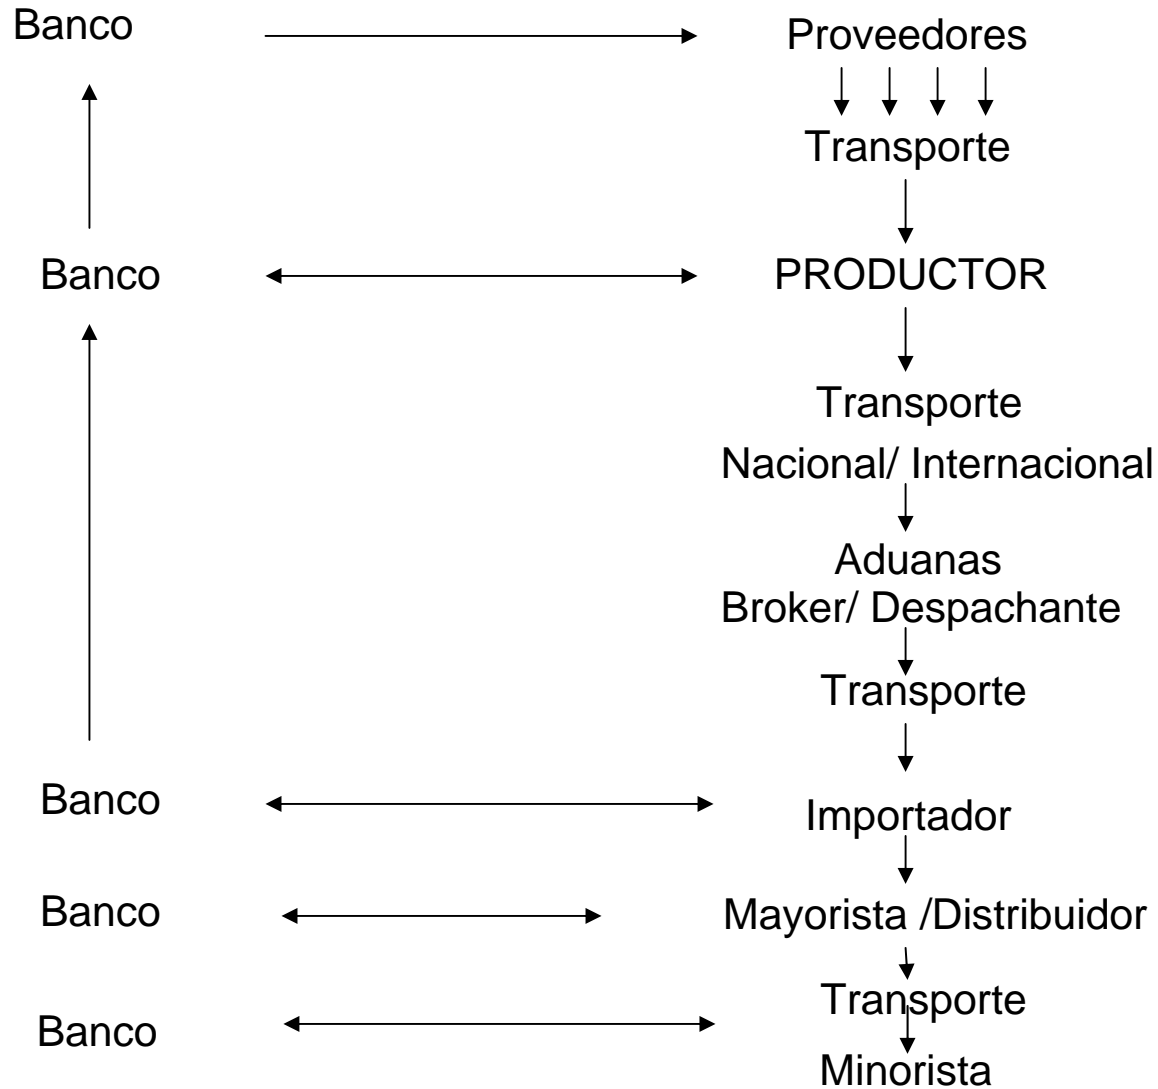 Banco
Proveedores
Transporte
Banco
PRODUCTOR
Transporte
Nacional/ Internacional
Aduanas
Broker/ Despachante
Transporte
Banco
Importador
Banco
Mayorista /Distribuidor
Transporte
Banco
Minorista